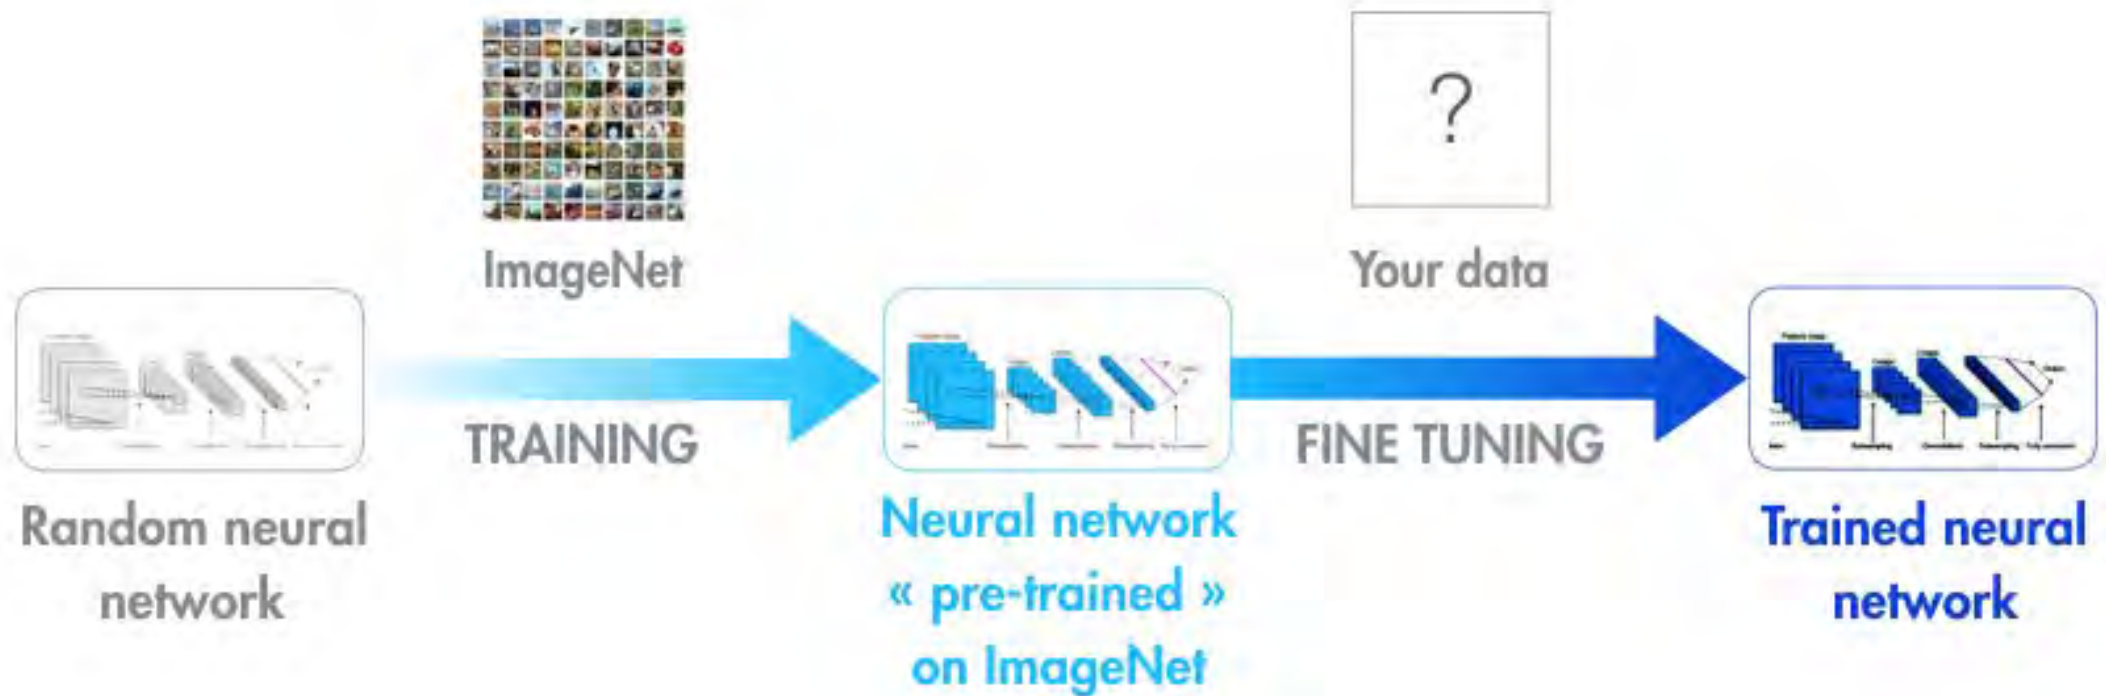 ?
ImageNet
Your data
TRAINING
FINE TUNING
Random neural
network
Neural network
« pre-trained »
on ImageNet
Trained neural
network